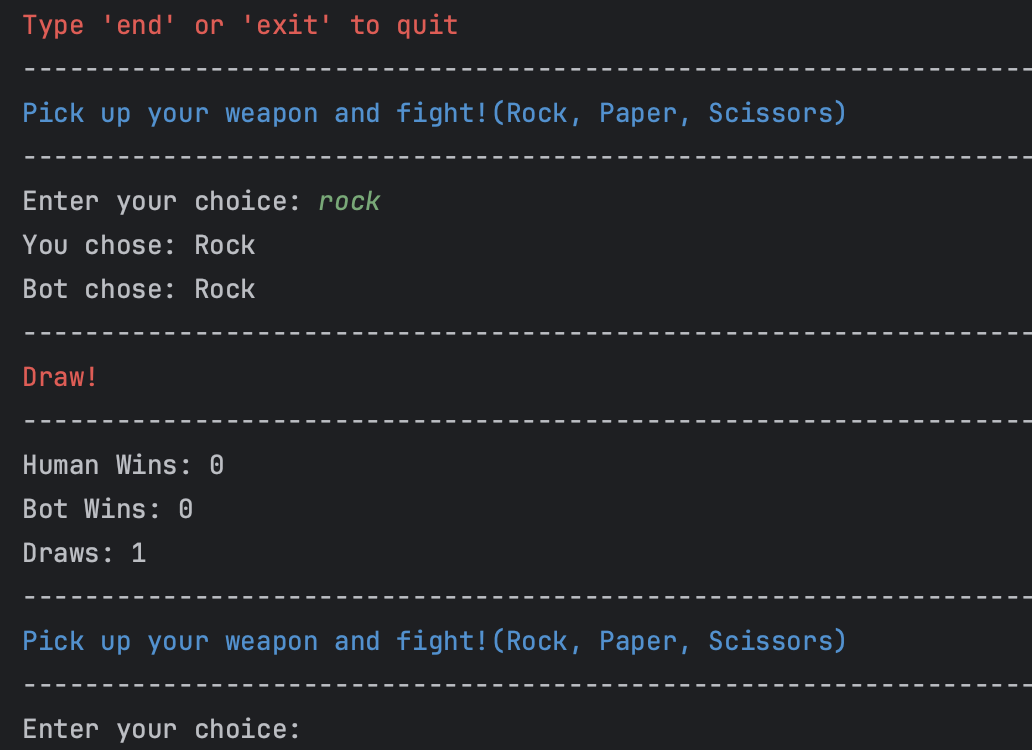 Type 'end' or 'exit' to quit
-----------------------------------------------------------------
Pick up your weapon and fight!(Rock, Paper, Scissors)
-----------------------------------------------------------------
Enter your choice: rock
You chose: Rock
Bot chose: Rock
-----------------------------------------------------------------
Draw!
-----------------------------------------------------------------
Human Wins: 0
Bot Wins: 0
Draws: 1
-----------------------------------------------------------------
Pick up your weapon and fight!(Rock, Paper, Scissors)
-----------------------------------------------------------------
Enter your choice: